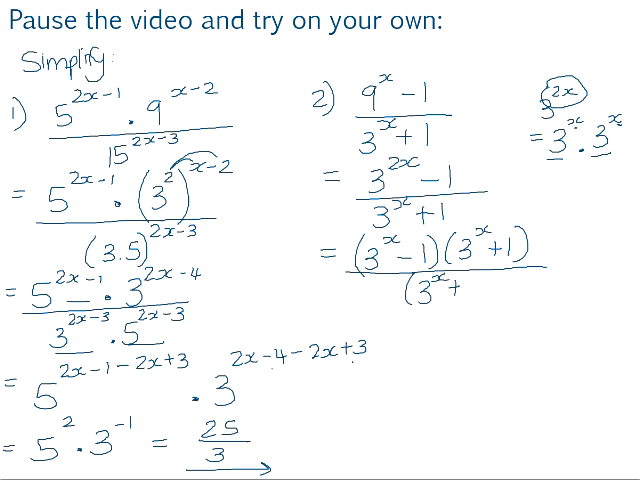 Pause the video and try on your own:
Simplify:
1) 5^{2x-1} . 9^{x-2} / 15^{2x-3}
= 5^{2x-1} . (3^2)^{x-2} / (3.5)^{2x-3}
= 5^{2x-1} . 3^{2x-4} / 3^{2x-3} . 5^{2x-3}
= 5^{2x-1-2x+3} . 3^{2x-4-2x+3}
= 5^2 . 3^{-1} = 25/3
2) 9^x - 1 / 3^x + 1
= 3^{2x} - 1 / 3^x + 1
= (3^x - 1)(3^x + 1) / (3^x +
3^{2x}
= 3^x . 3^x